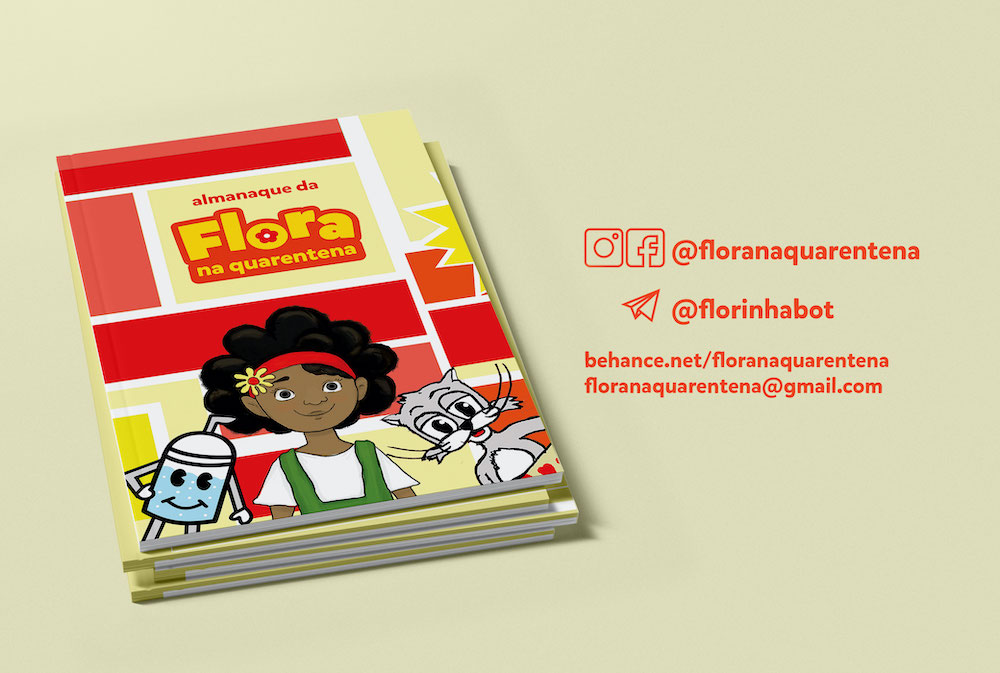 almanaque da
Flora
na quarentena
@floranaquarentena
@florinhabot
behance.net/floranaquarentena
floranaquarentena@gmail.com